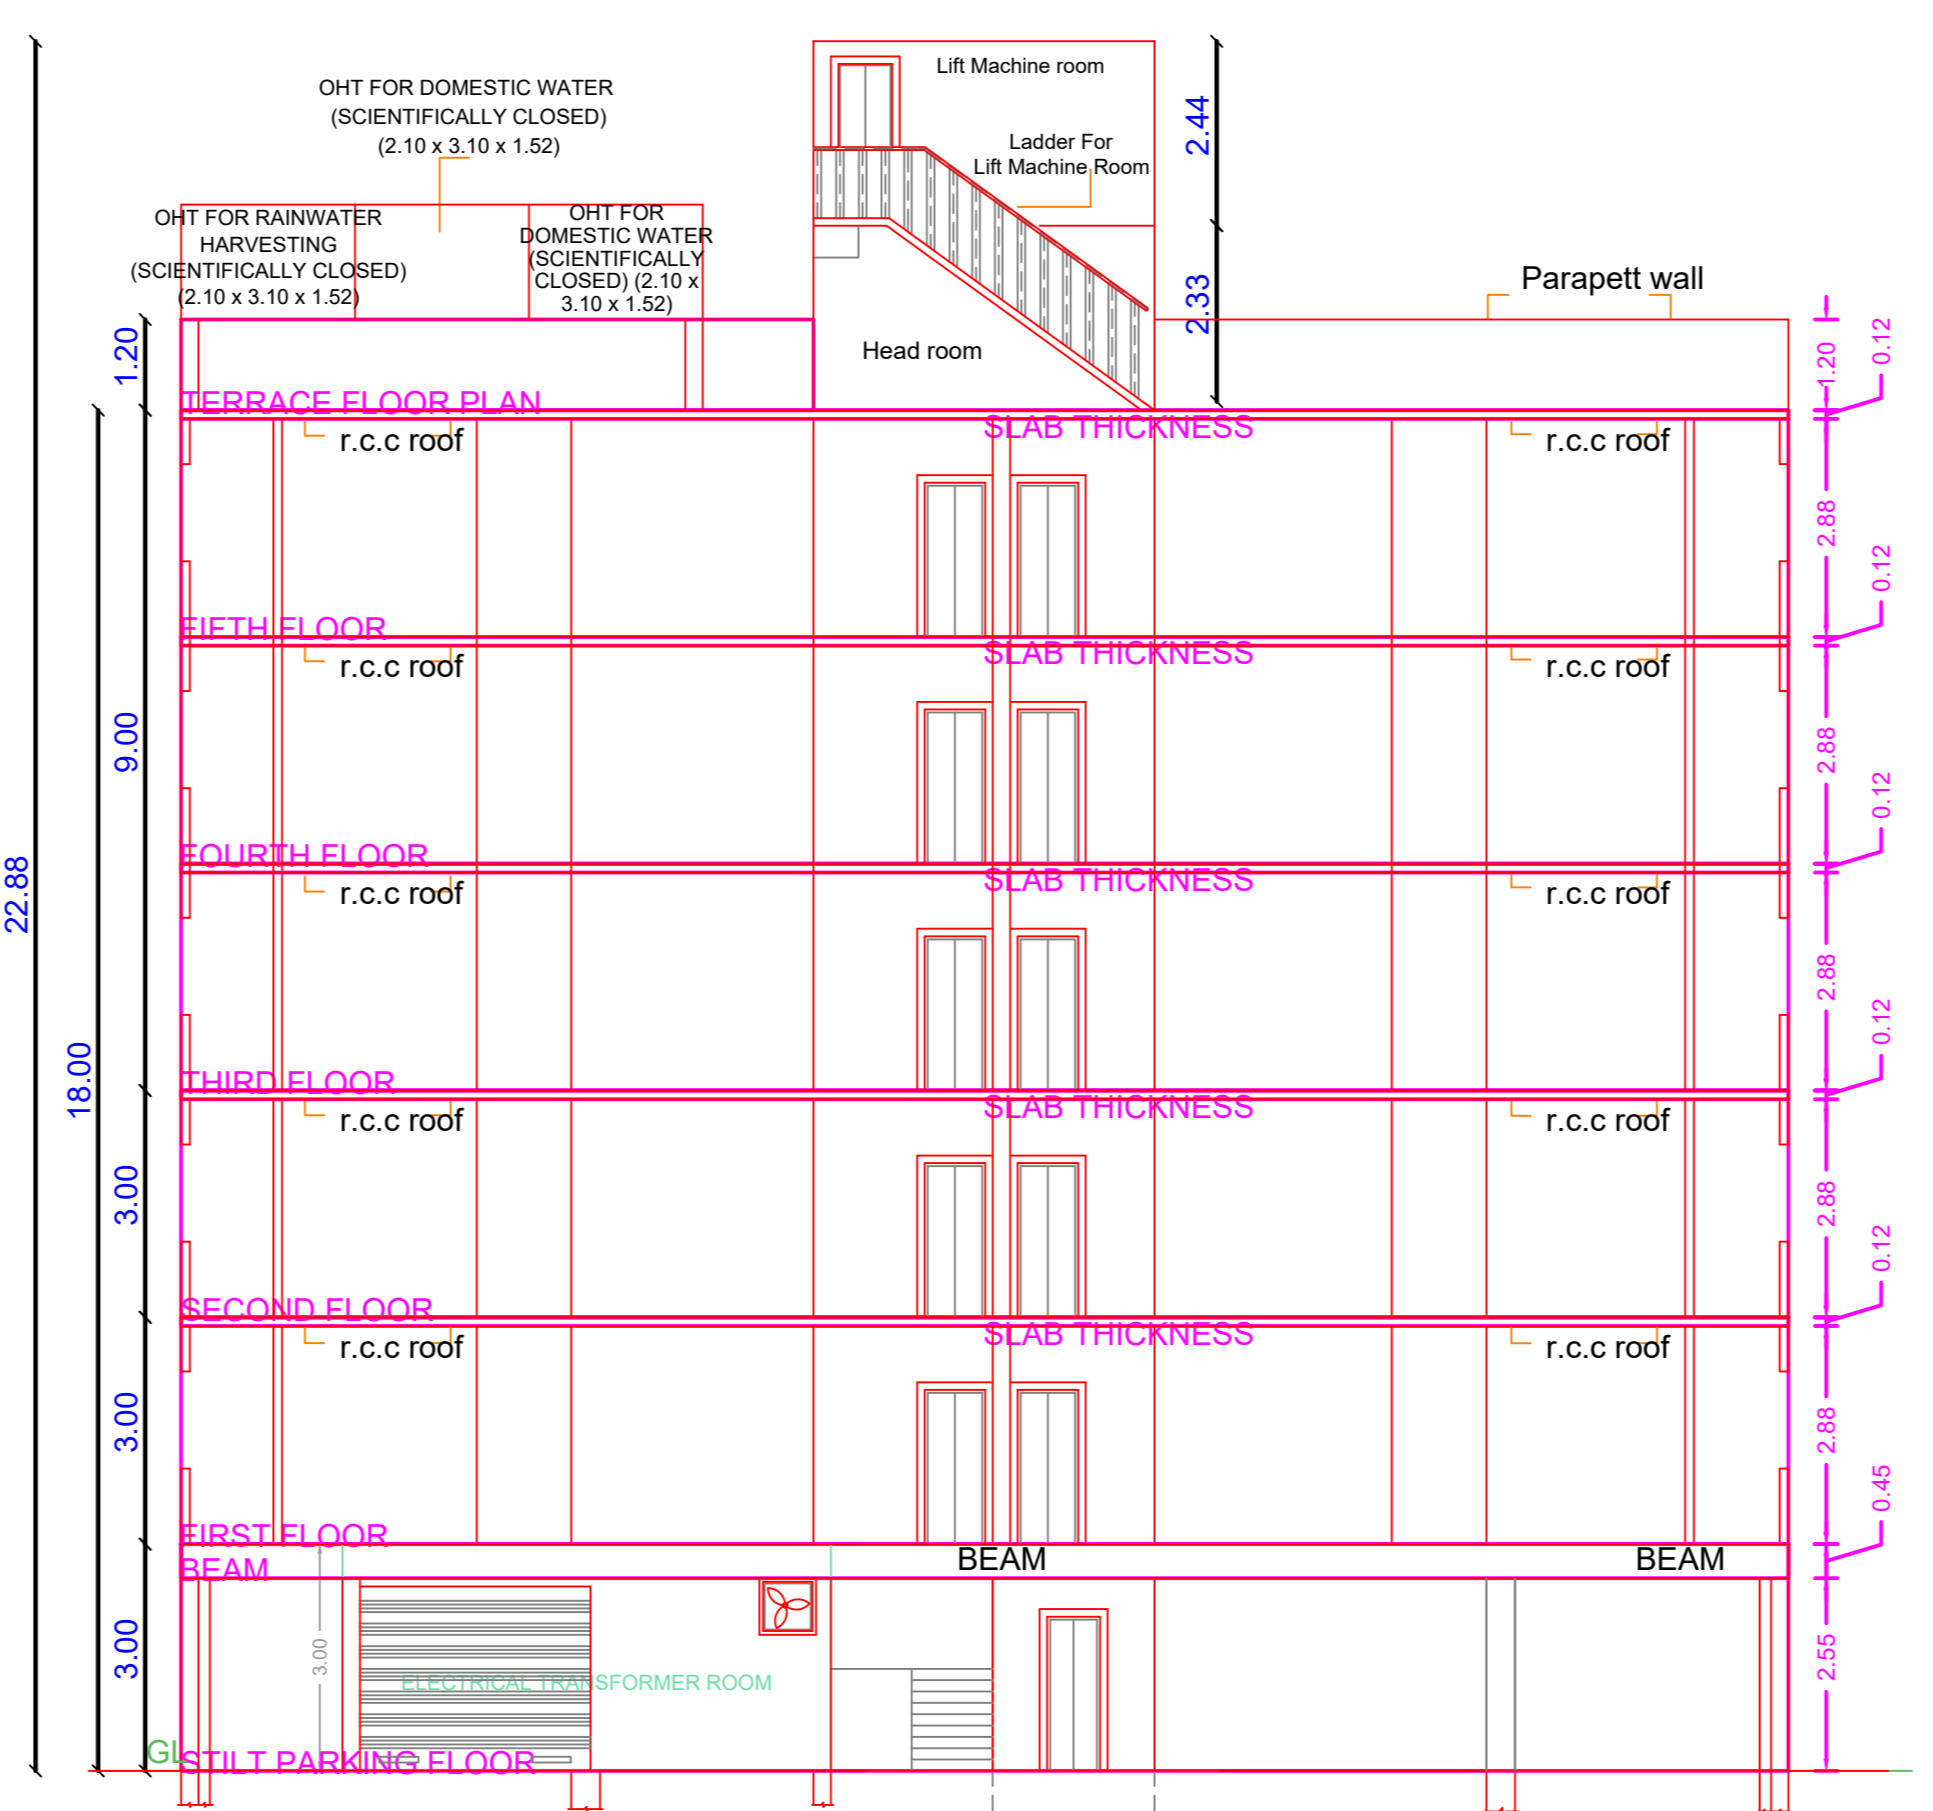 Lift Machine room
OHT FOR DOMESTIC WATER
(SCIENTIFICALLY CLOSED)
(2.10 x 3.10 x 1.52)
2.44
Ladder For
Lift Machine Room
OHT FOR RAINWATER
HARVESTING
(SCIENTIFICALLY CLOSED)
(2.10 x 3.10 x 1.52)
OHT FOR
DOMESTIC WATER
(SCIENTIFICALLY
CLOSED) (2.10 x
3.10 x 1.52)
2.33
Parapett wall
1.20
Head room
1.20
0.12
TERRACE FLOOR PLAN
SLAB THICKNESS
r.c.c roof
r.c.c roof
2.88
0.12
FIFTH FLOOR
SLAB THICKNESS
r.c.c roof
r.c.c roof
9.00
2.88
0.12
FOURTH FLOOR
SLAB THICKNESS
r.c.c roof
r.c.c roof
22.88
2.88
0.12
18.00
THIRD FLOOR
SLAB THICKNESS
r.c.c roof
r.c.c roof
3.00
2.88
0.12
SECOND FLOOR
SLAB THICKNESS
r.c.c roof
r.c.c roof
3.00
2.88
0.45
FIRST FLOOR
BEAM
BEAM
BEAM
3.00
3.00
2.55
ELECTRICAL TRANSFORMER ROOM
GL
STILT PARKING FLOOR